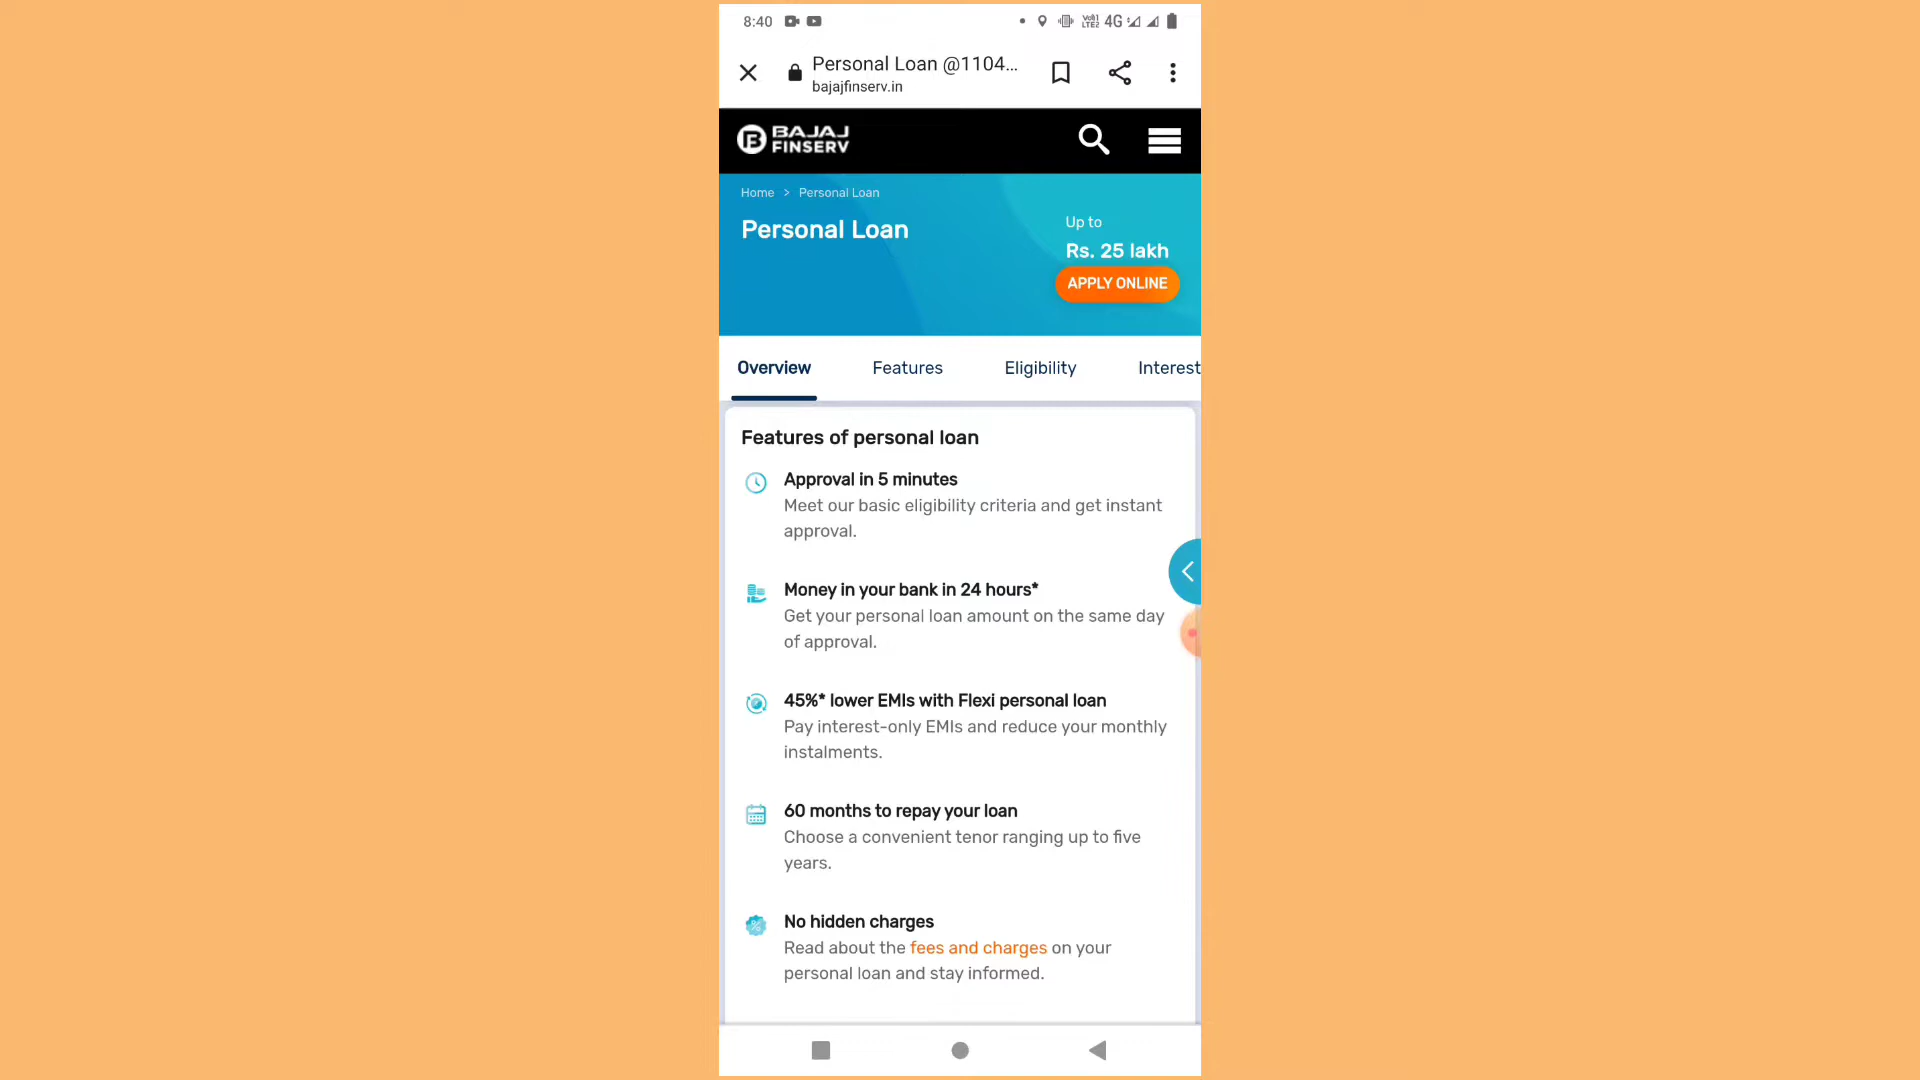 8:40
4G
Personal Loan @1104...
bajajfinserv.in
BAJAJ
FINSERV
Home > Personal Loan
Personal Loan
Up to
Rs. 25 lakh
APPLY ONLINE
Overview Features Eligibility Interest
Features of personal loan
Approval in 5 minutes
Meet our basic eligibility criteria and get instant
approval.
Money in your bank in 24 hours*
Get your personal loan amount on the same day
of approval.
45%* lower EMIs with Flexi personal loan
Pay interest-only EMIs and reduce your monthly
instalments.
60 months to repay your loan
Choose a convenient tenor ranging up to five
years.
No hidden charges
Read about the fees and charges on your
personal loan and stay informed.